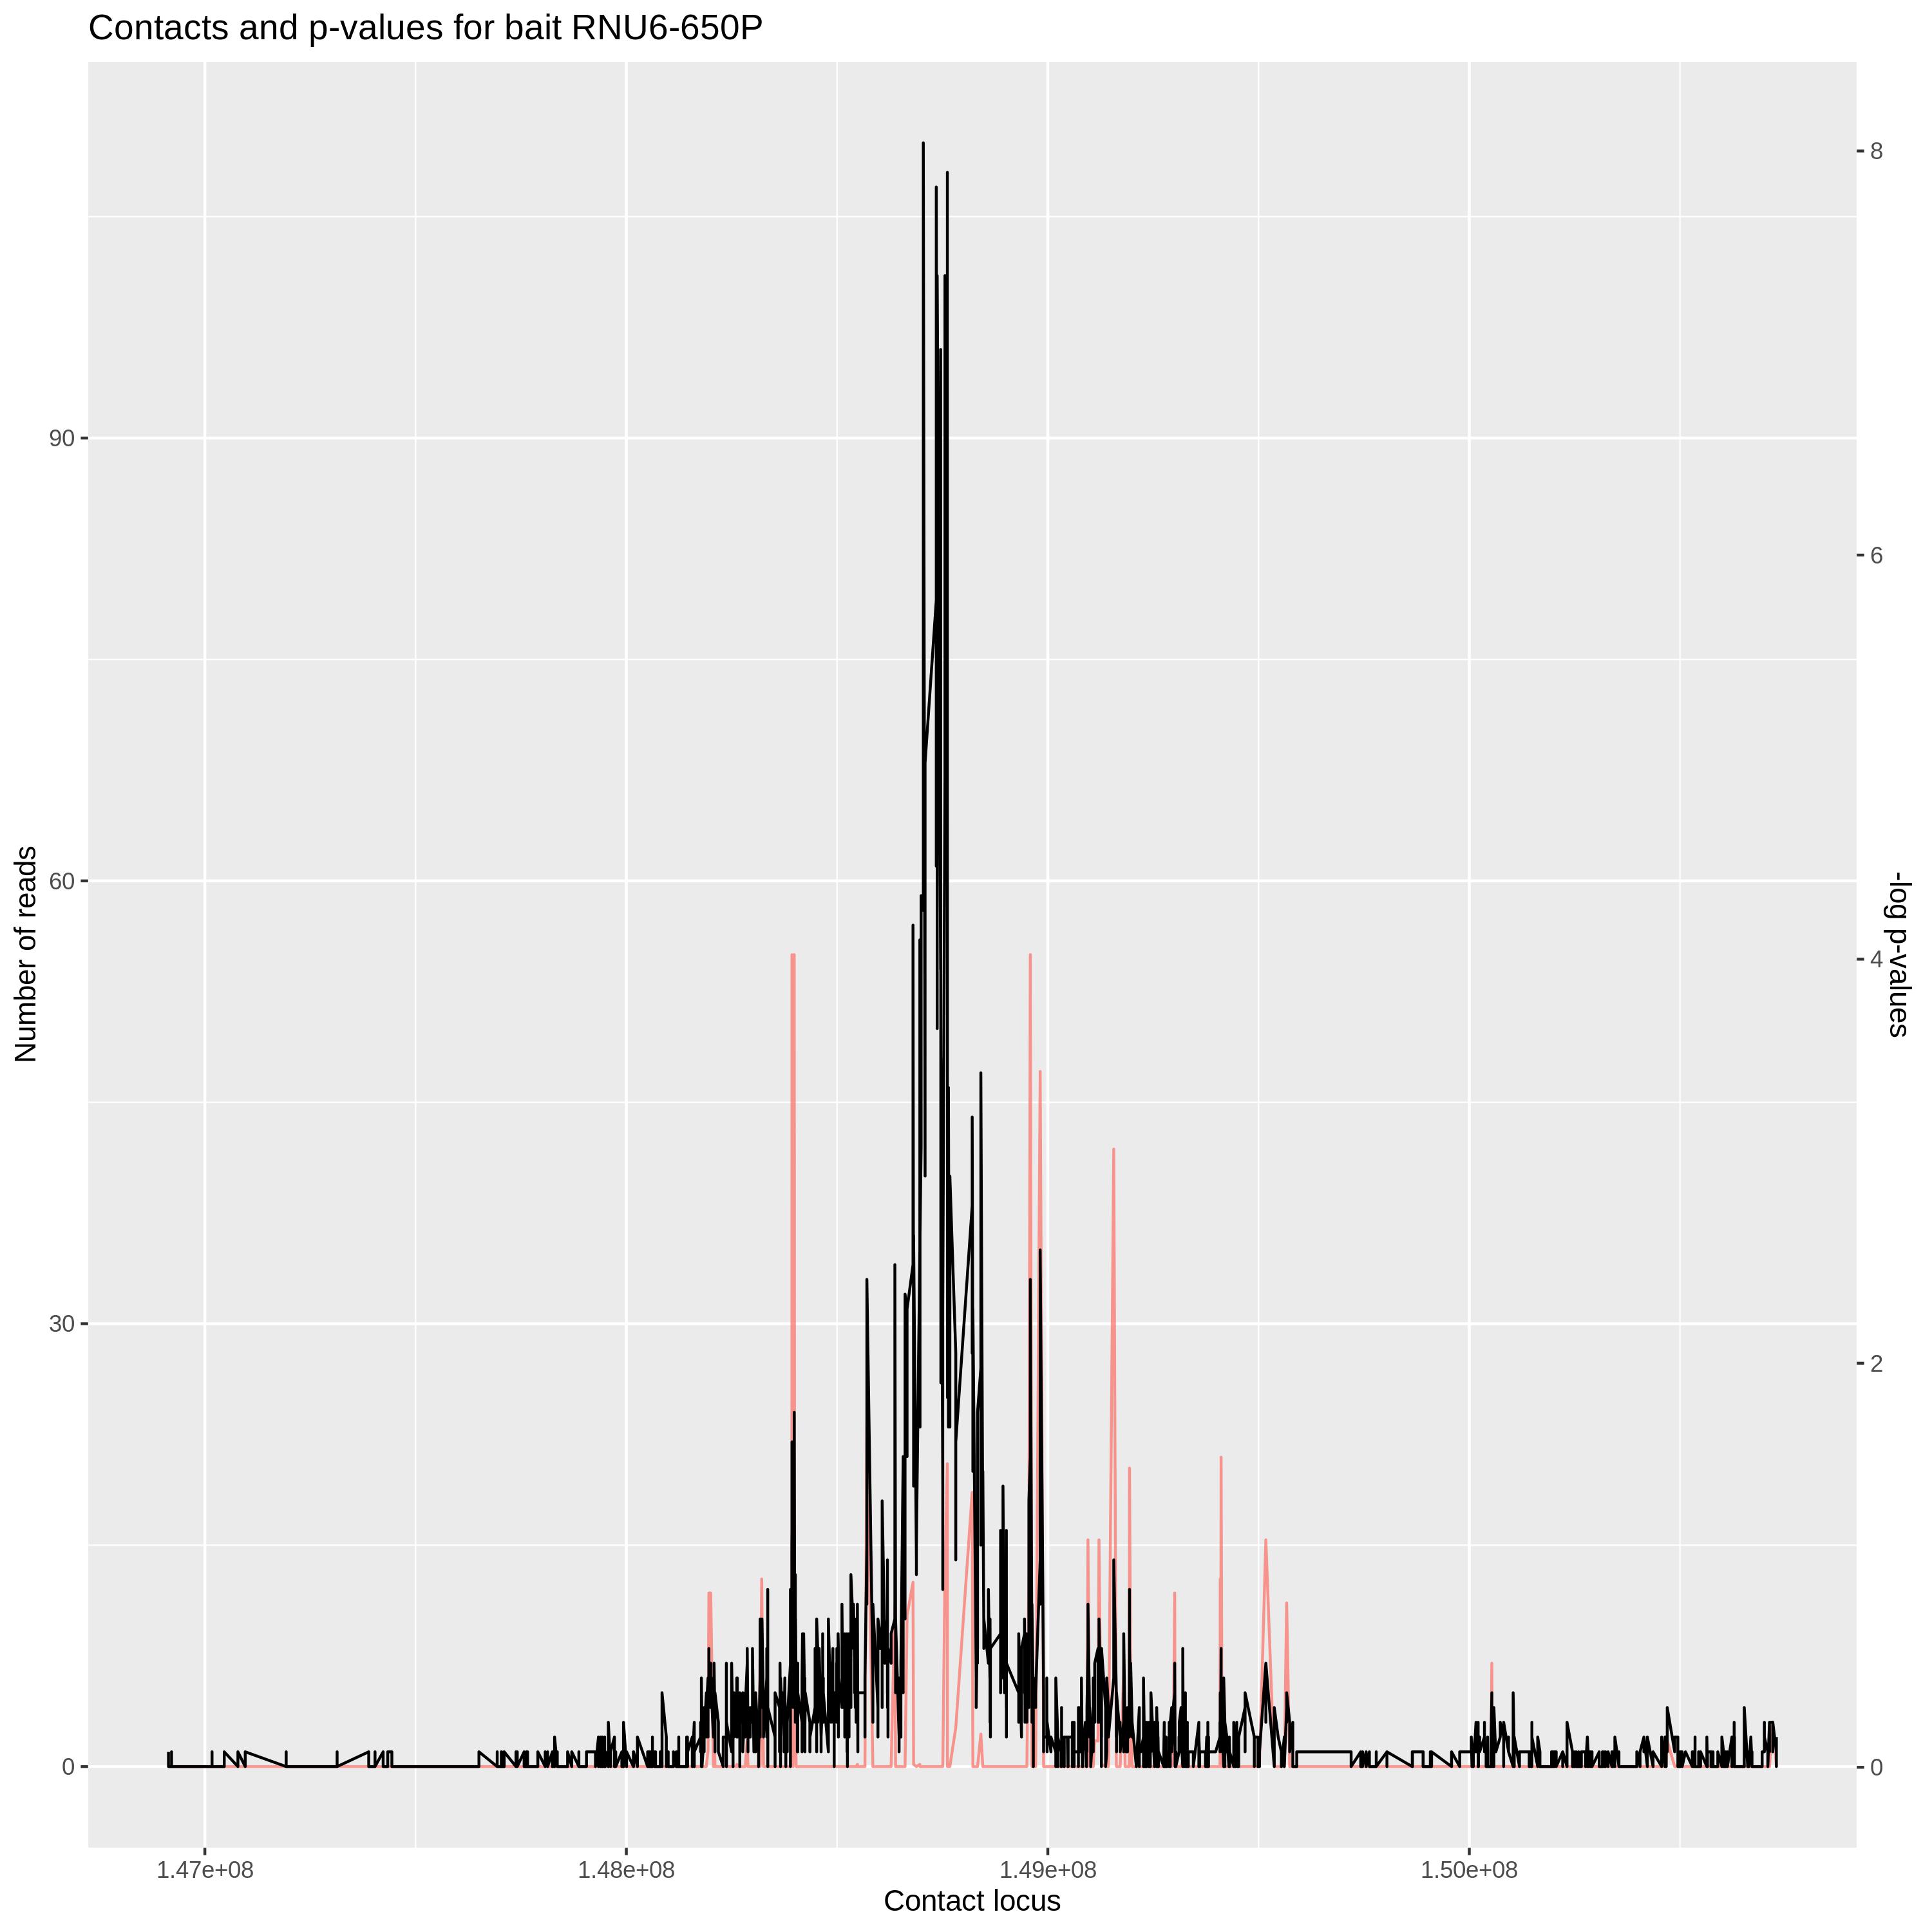 Contacts and p-values for bait RNU6-650P
Number of reads
90
60
30
0
8
6
4
2
0
-log p-values
1.47e+08
1.48e+08
1.49e+08
1.50e+08
Contact locus